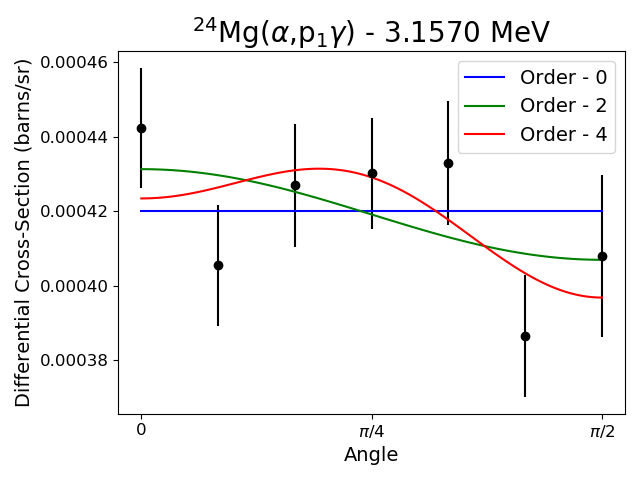 ²⁴Mg(α,p₁γ) - 3.1570 MeV
Differential Cross-Section (barns/sr)
0.00046
0.00044
0.00042
0.00040
0.00038
Order - 0
Order - 2
Order - 4
0
π/4
π/2
Angle